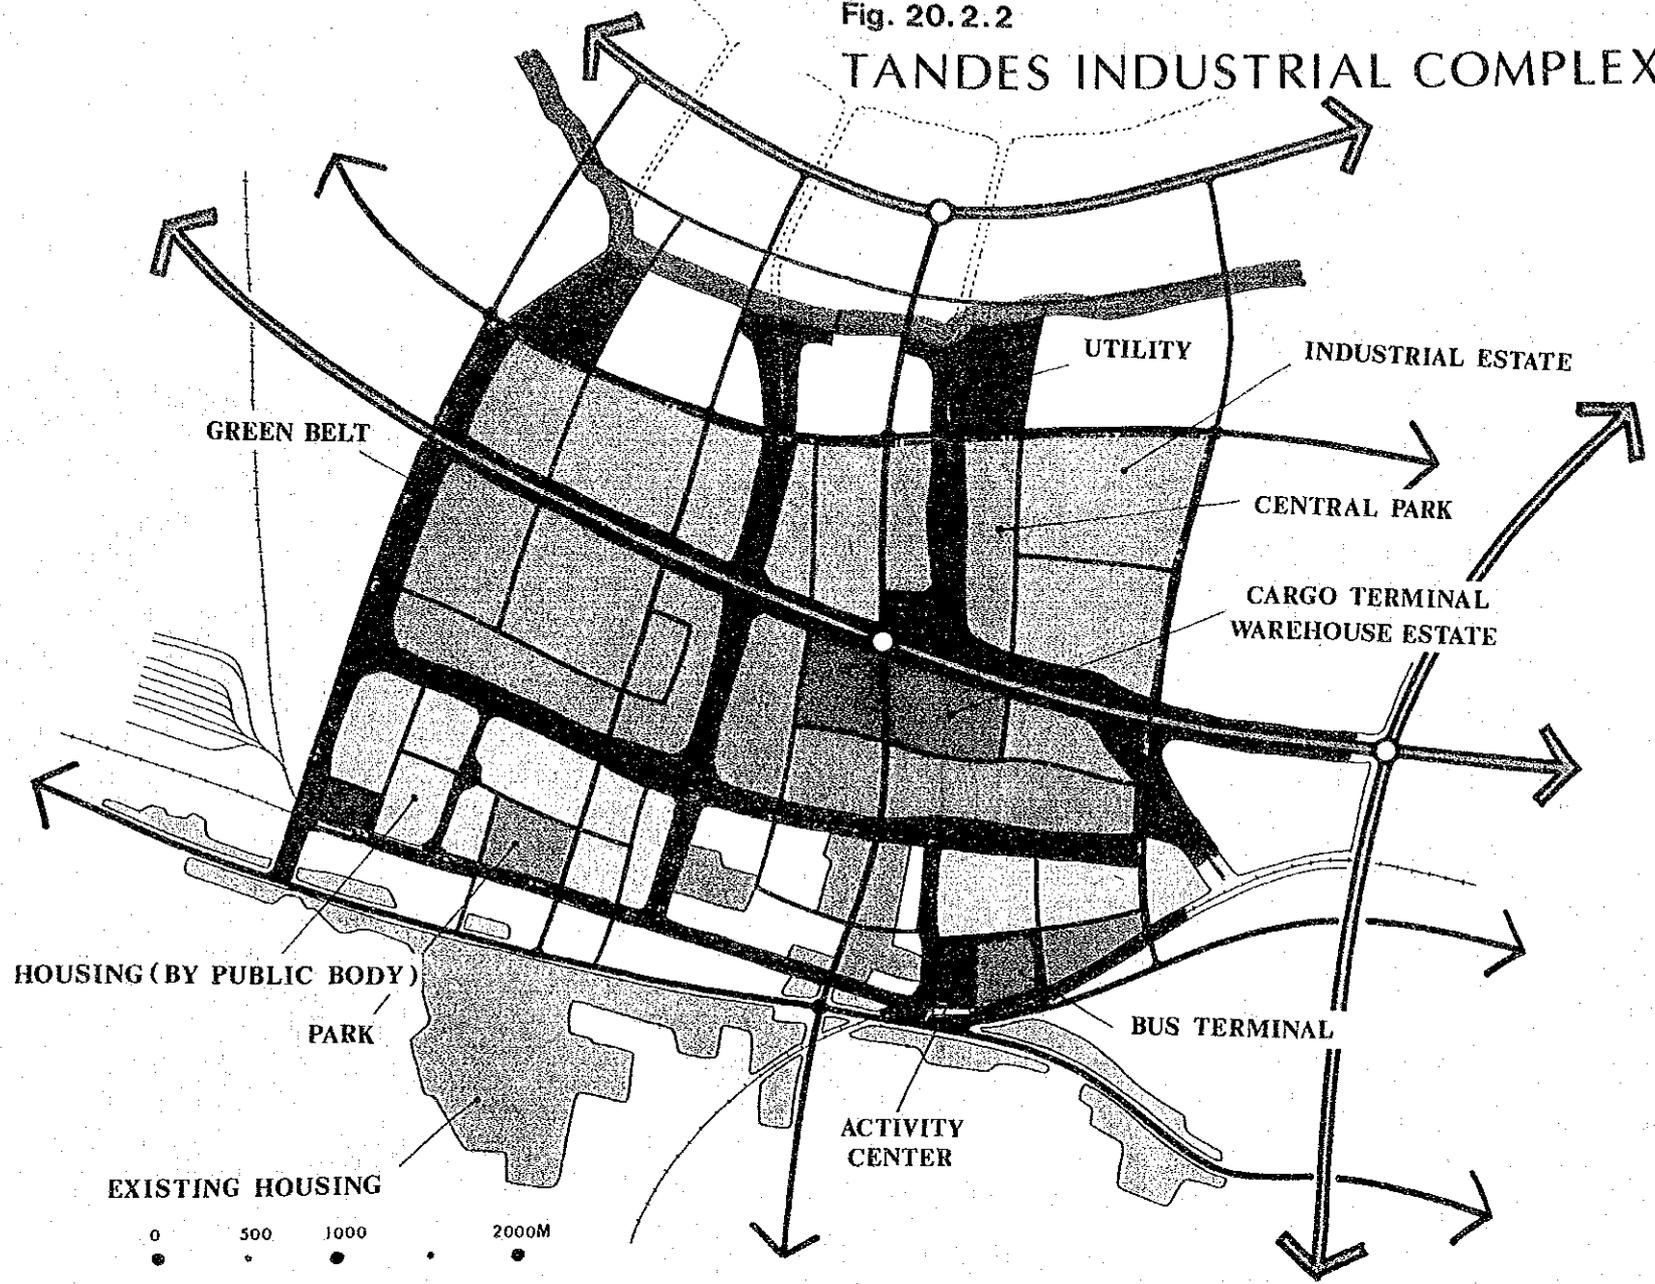 Fig. 20.2.2
TANDES INDUSTRIAL COMPLEX
UTILITY
INDUSTRIAL ESTATE
GREEN BELT
CENTRAL PARK
CARGO TERMINAL
WAREHOUSE ESTATE
HOUSING (BY PUBLIC BODY)
PARK
BUS TERMINAL
ACTIVITY
CENTER
EXISTING HOUSING
0 500 1000 2000M